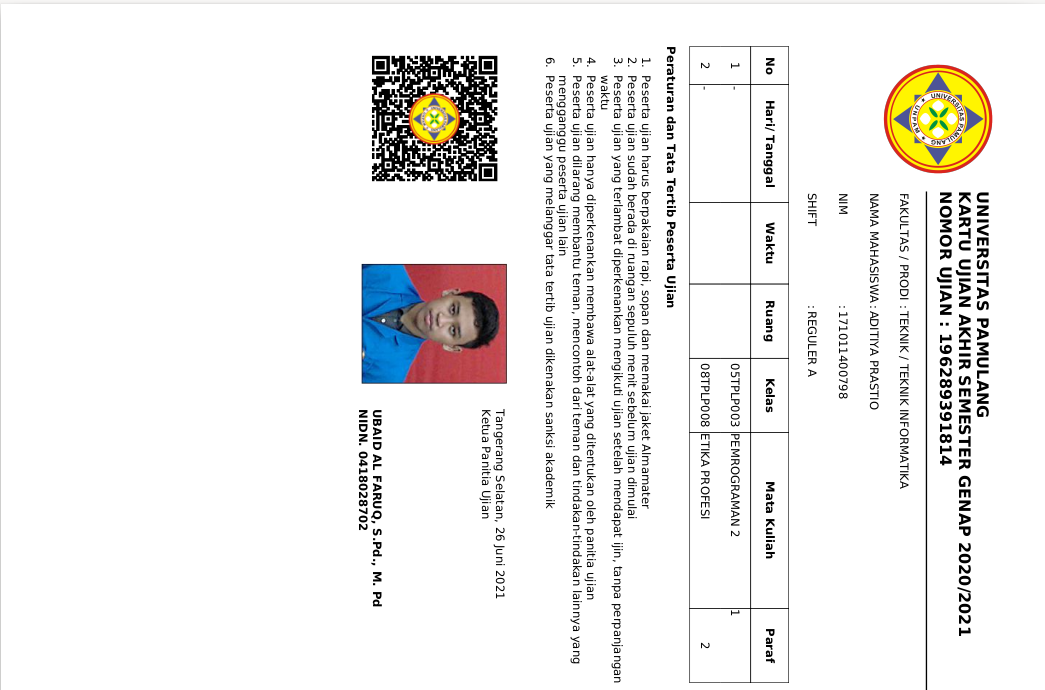 UNIVERSITAS PAMULANG
UNPAM
UNIVERSITAS PAMULANG
KARTU UJIAN AKHIR SEMESTER GENAP 2020/2021
NOMOR UJIAN : 196289391814
FAKULTAS / PRODI : TEKNIK / TEKNIK INFORMATIKA
NAMA MAHASISWA : ADITIYA PRASTIO
NIM : 171011400798
SHIFT : REGULER A
No Hari/ Tanggal Waktu Ruang Kelas Mata Kuliah Paraf
1 - 05TPLP003 PEMROGRAMAN 2 1
2 - 08TPLP008 ETIKA PROFESI 2
Peraturan dan Tata Tertib Peserta Ujian
1. Peserta ujian harus berpakaian rapi, sopan dan memakai jaket Almamater
2. Peserta ujian sudah berada di ruangan sepuluh menit sebelum ujian dimulai
3. Peserta ujian yang terlambat diperkenankan mengikuti ujian setelah mendapat ijin, tanpa perpanjangan
waktu
4. Peserta ujian hanya diperkenankan membawa alat-alat yang ditentukan oleh panitia ujian
5. Peserta ujian dilarang membantu teman, mencontoh dari teman dan tindakan-tindakan lainnya yang
mengganggu peserta ujian lain
6. Peserta ujian yang melanggar tata tertib ujian dikenakan sanksi akademik
Tangerang Selatan, 26 Juni 2021
Ketua Panitia Ujian
UBAID AL FARUQ, S.Pd., M. Pd
NIDN. 0418028702